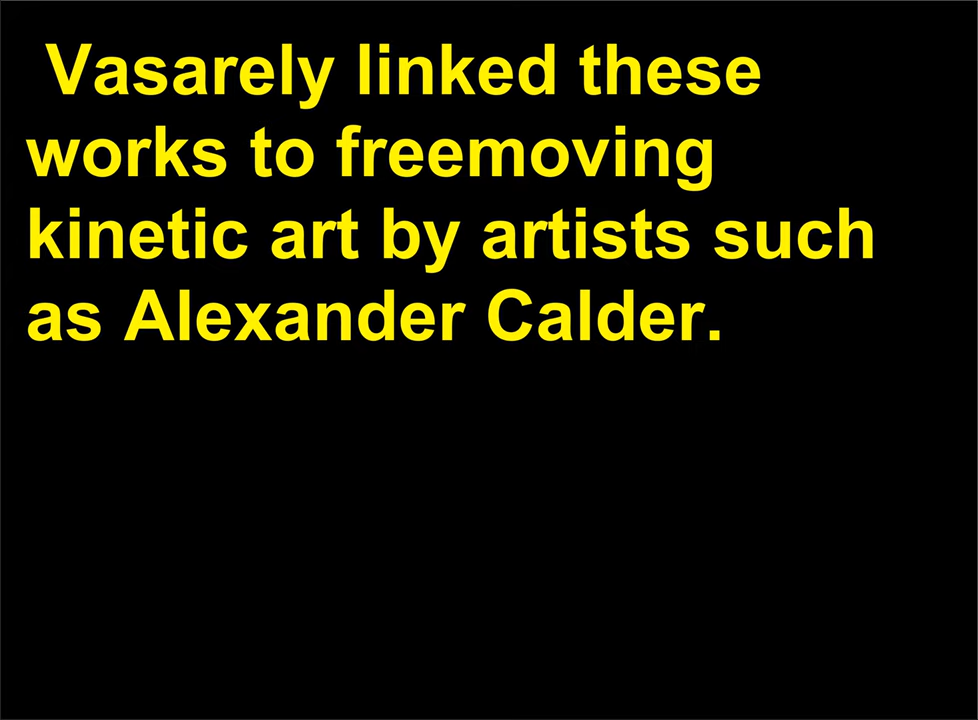 Vasarely linked these
works to freemoving
kinetic art by artists such
as Alexander Calder.